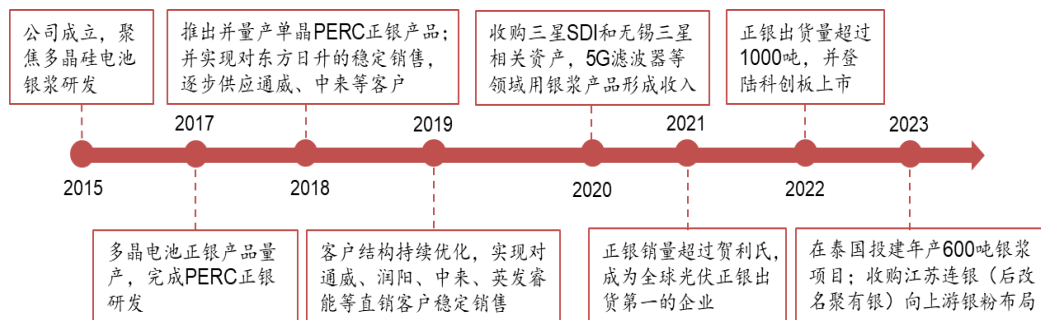 公司成立，聚
焦多晶硅电池
银浆研发
推出并量产单晶PERC正银产品；
并实现对东方日升的稳定销售，
逐步供应通威、中来等客户
收购三星SDI和无锡三星
相关资产，5G滤波器等
领域用银浆产品形成收入
正银出货量超过
1000吨，并登
陆科创板上市
2017
2019
2021
2023
2015
2018
2020
2022
多晶电池正银产品量
产，完成PERC正银
研发
客户结构持续优化，实现对
通威、润阳、中来、英发睿
能等直销客户稳定销售
正银销量超过贺利氏，
成为全球光伏正银出
货第一的企业
在泰国投建年产600吨银浆
项目；收购江苏连银（后改
名聚有银）向上游银粉布局